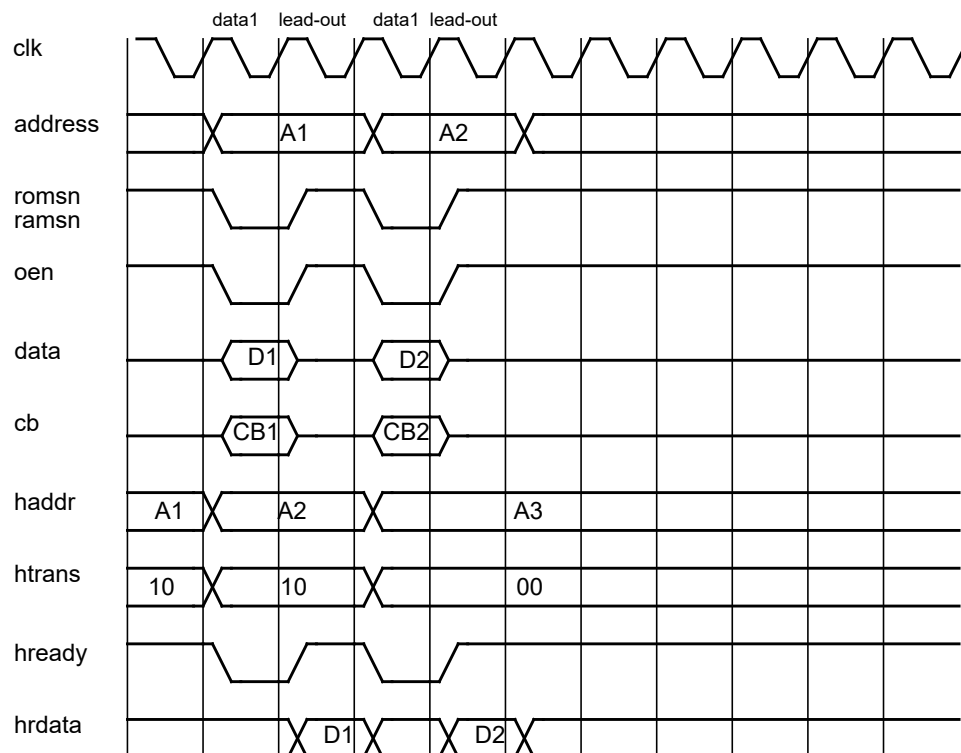 data1 lead-out data1 lead-out
clk
address A1 A2
romsn
ramsn
oen
data D1 D2
cb CB1 CB2
haddr A1 A2 A3
htrans 10 10 00
hready
hrdata D1 D2